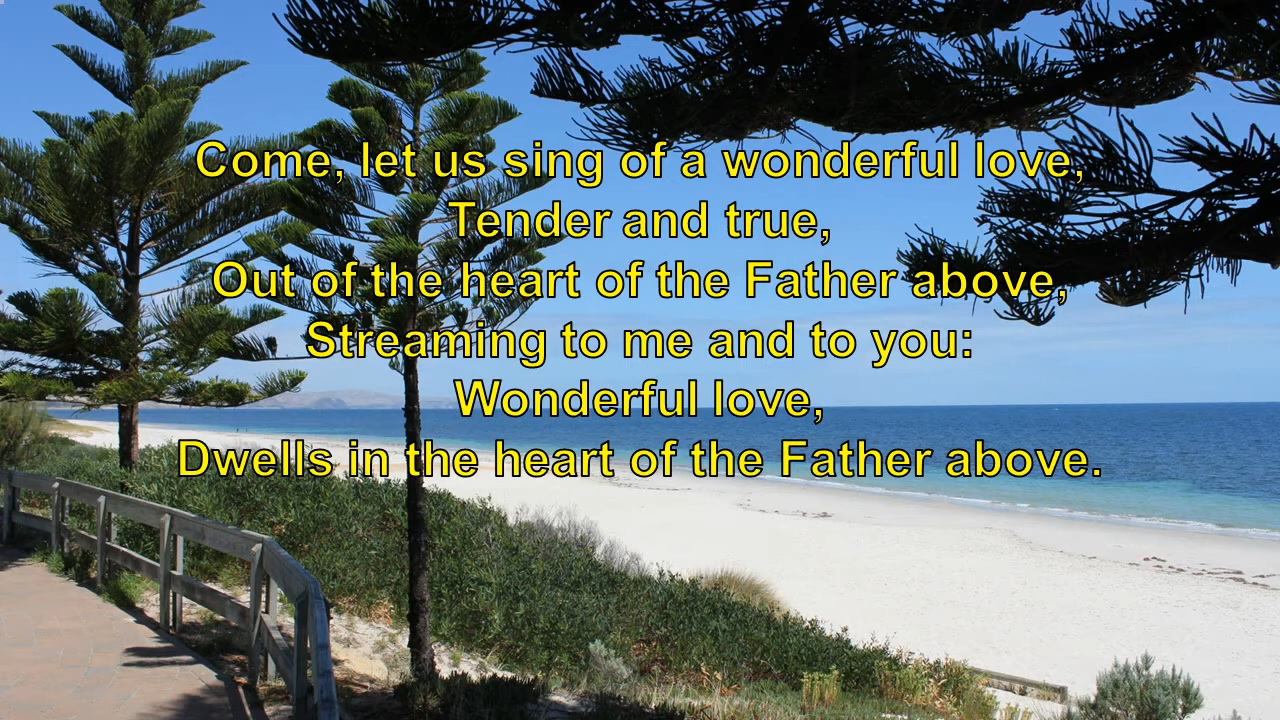 Come, let us sing of a wonderful love,
Tender and true,
Out of the heart of the Father above,
Streaming to me and to you:
Wonderful love,
Dwells in the heart of the Father above.